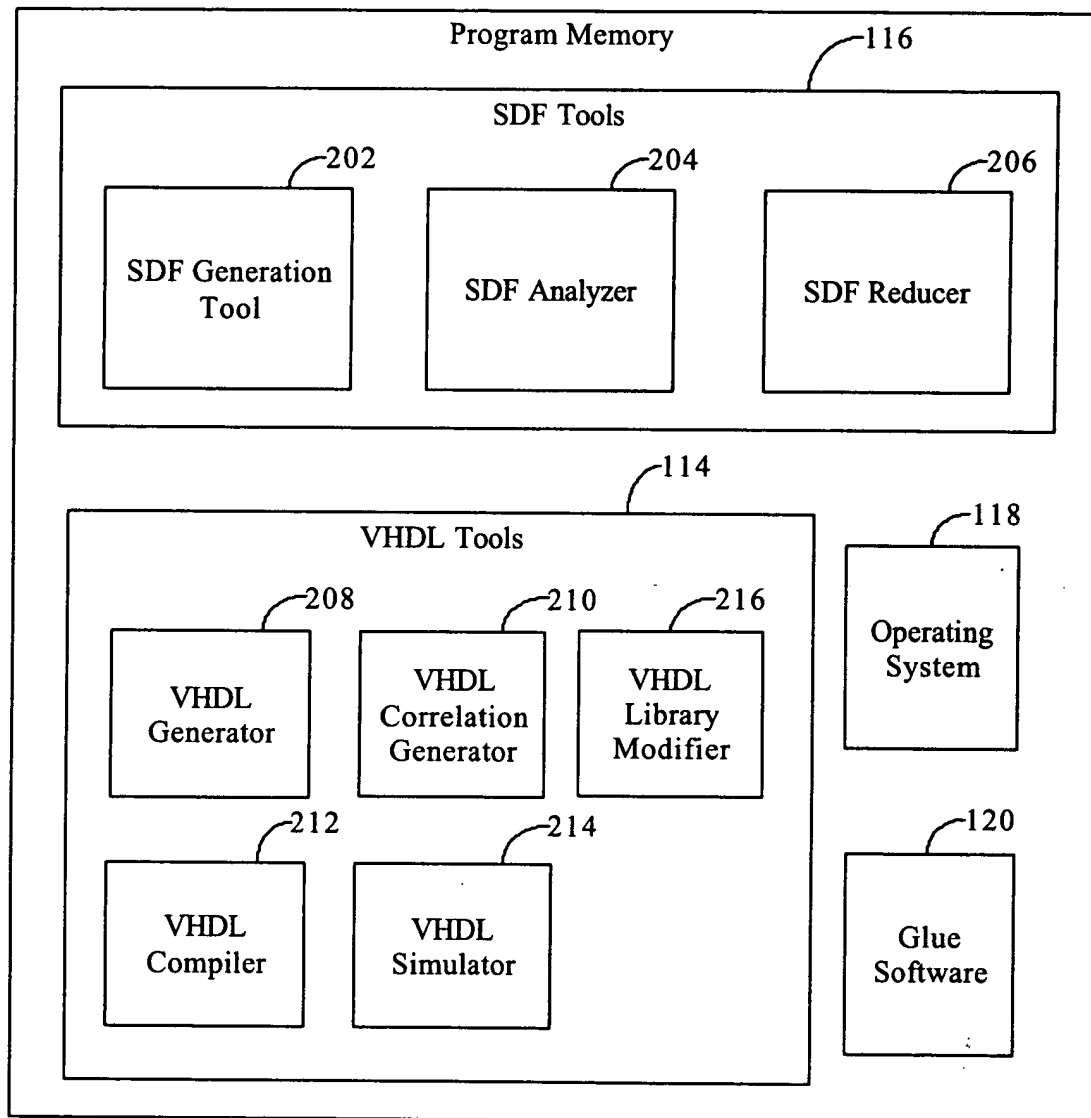 Program Memory
116
SDF Tools
202
204
206
SDF Generation
Tool
SDF Analyzer
SDF Reducer
114
VHDL Tools
118
208
210
216
Operating
System
VHDL
Generator
VHDL
Correlation
Generator
VHDL
Library
Modifier
212
214
120
VHDL
Compiler
VHDL
Simulator
Glue
Software